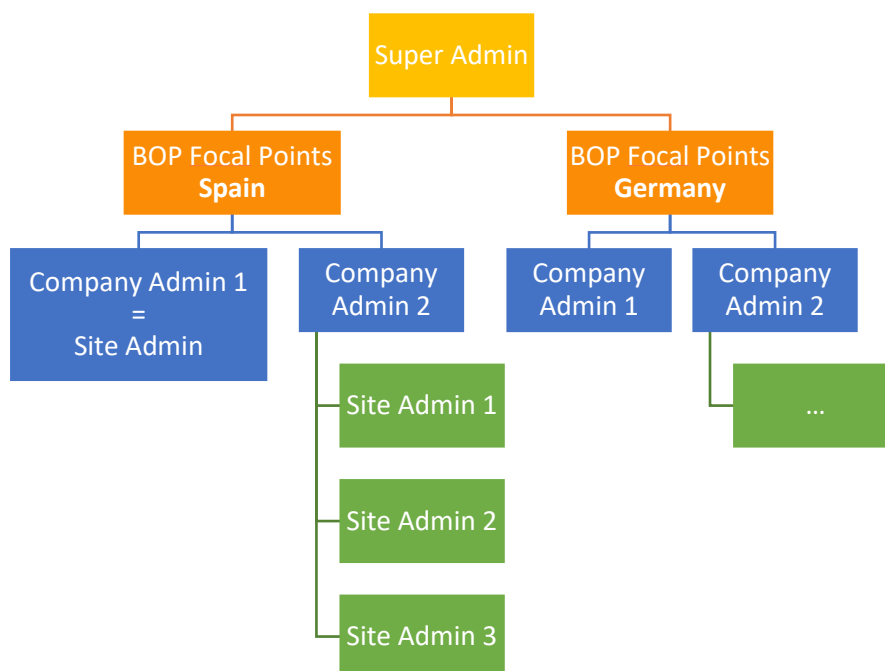 Super Admin
BOP Focal Points
Spain
BOP Focal Points
Germany
Company Admin 1
=
Site Admin
Company
Admin 2
Company
Admin 1
Company
Admin 2
Site Admin 1
...
Site Admin 2
Site Admin 3